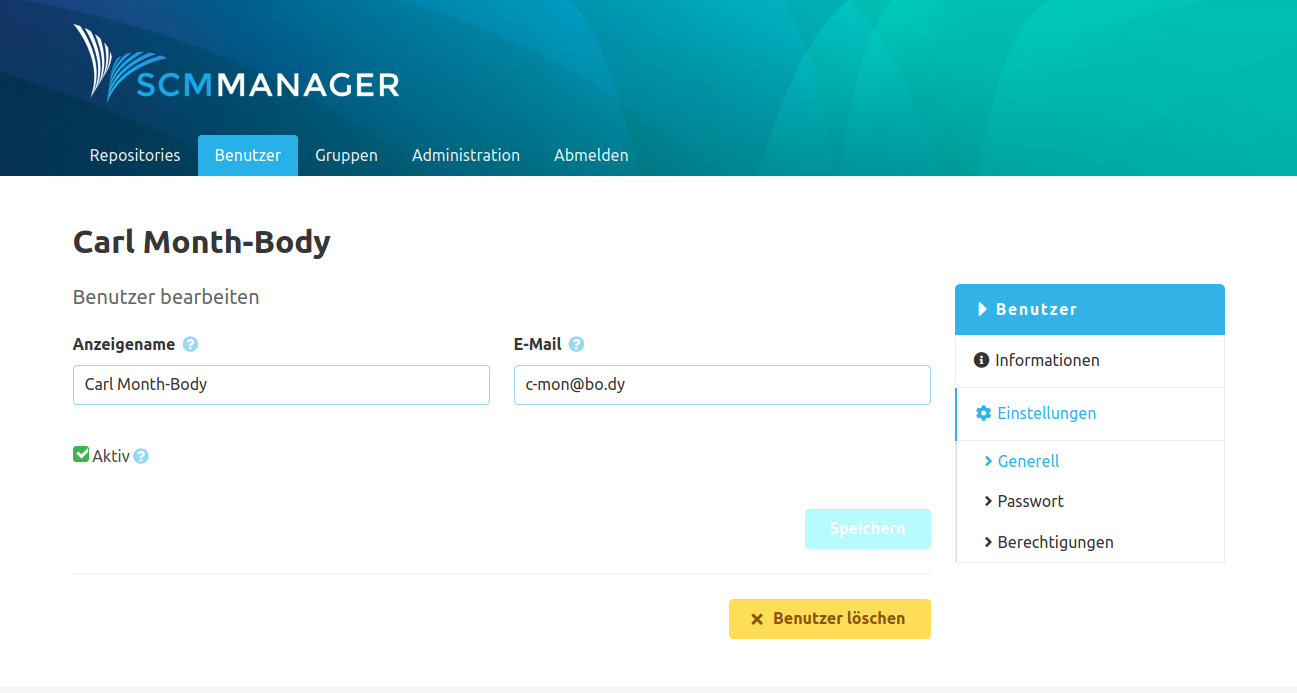 SCMMANAGER
Repositories Benutzer Gruppen Administration Abmelden
Carl Month-Body
Benutzer bearbeiten
Anzeigename ? E-Mail ?
Carl Month-Body c-mon@bo.dy
Aktiv ?
Speichern
Benutzer löschen
Benutzer
Informationen
Einstellungen
Generell
Passwort
Berechtigungen